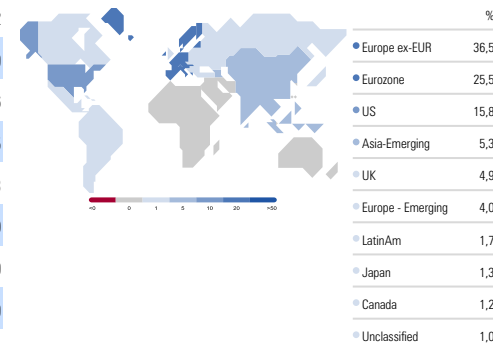 %
Europe ex-EUR 36,5
Eurozone 25,5
US 15,8
Asia-Emerging 5,3
UK 4,9
Europe - Emerging 4,0
LatinAm 1,7
Japan 1,3
Canada 1,2
Unclassified 1,0
<0 0 1 5 10 20 >50